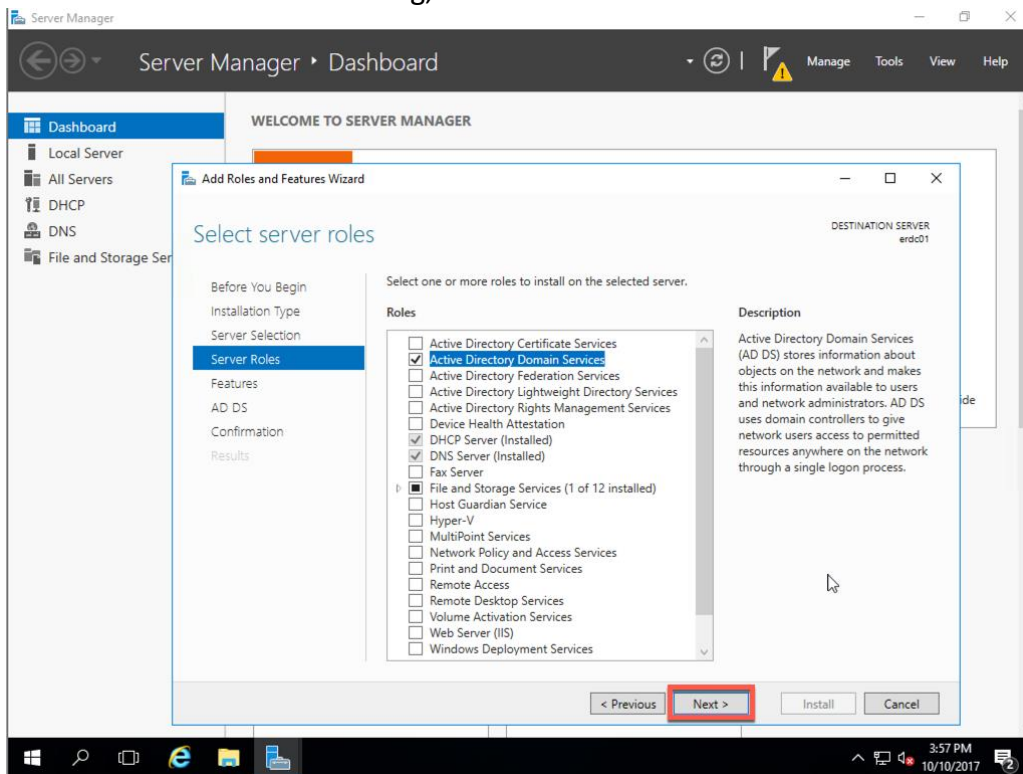 Server Manager
Server Manager • Dashboard
Manage Tools View Help
Dashboard
Local Server
All Servers
DHCP
DNS
File and Storage Ser
WELCOME TO SERVER MANAGER
Add Roles and Features Wizard
Select server roles
DESTINATION SERVER
erdc01
Before You Begin
Installation Type
Server Selection
Server Roles
Features
AD DS
Confirmation
Results
Select one or more roles to install on the selected server.
Roles
Active Directory Certificate Services
Active Directory Domain Services
Active Directory Federation Services
Active Directory Lightweight Directory Services
Active Directory Rights Management Services
Device Health Attestation
DHCP Server (Installed)
DNS Server (Installed)
Fax Server
File and Storage Services (1 of 12 installed)
Host Guardian Service
Hyper-V
MultiPoint Services
Network Policy and Access Services
Print and Document Services
Remote Access
Remote Desktop Services
Volume Activation Services
Web Server (IIS)
Windows Deployment Services
Description
Active Directory Domain Services
(AD DS) stores information about
objects on the network and makes
this information available to users
and network administrators. AD DS
uses domain controllers to give
network users access to permitted
resources anywhere on the network
through a single logon process.
ide
< Previous Next > Install Cancel
3:57 PM
10/10/2017
2